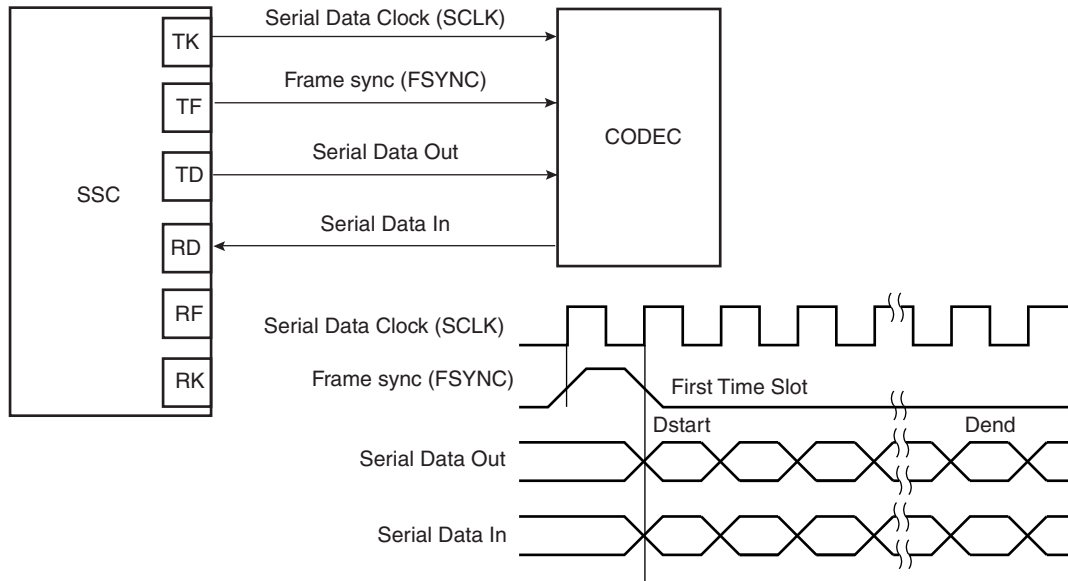 SSC
TK
TF
TD
RD
RF
RK
Serial Data Clock (SCLK)
Frame sync (FSYNC)
Serial Data Out
Serial Data In
CODEC
Serial Data Clock (SCLK)
Frame sync (FSYNC)
First Time Slot
Dstart
Dend
Serial Data Out
Serial Data In